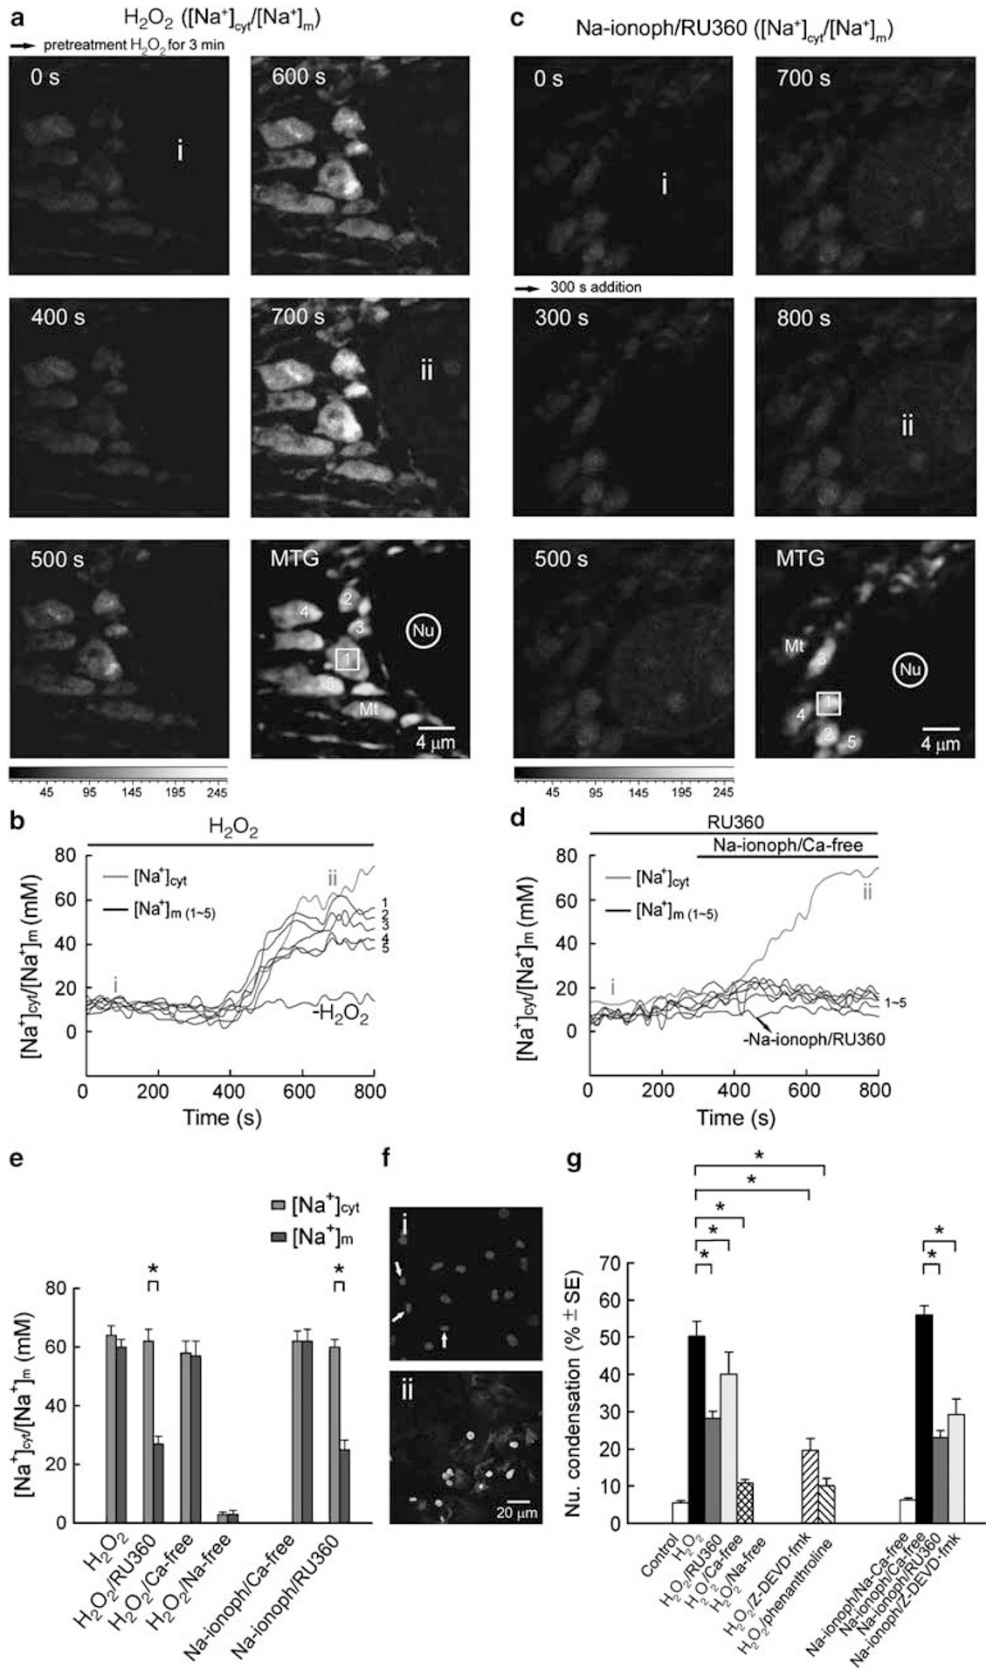 a
H₂O₂ ([Na⁺]cyt/[Na⁺]m)
pretreatment H₂O₂ for 3 min
0 s
i
600 s
400 s
700 s
ii
500 s
MTG
4
2
3
1
5
Nu
Mt
4 µm
45 95 145 195 245
c
Na-ionoph/RU360 ([Na⁺]cyt/[Na⁺]m)
0 s
i
700 s
300 s addition
300 s
800 s
ii
500 s
MTG
Mt
3
Nu
1
4
2
5
4 µm
45 95 145 195 245
b
H₂O₂
[Na⁺]cyt
[Na⁺]m (1~5)
i
ii
1
2
3
4
5
-H₂O₂
80
60
40
20
0
[Na⁺]cyt/[Na⁺]m (mM)
0 200 400 600 800
Time (s)
d
RU360
Na-ionoph/Ca-free
[Na⁺]cyt
[Na⁺]m (1~5)
i
ii
1~5
-Na-ionoph/RU360
80
60
40
20
0
[Na⁺]cyt/[Na⁺]m (mM)
0 200 400 600 800
Time (s)
e
[Na⁺]cyt
[Na⁺]m
* *
80
60
40
20
0
[Na⁺]cyt/[Na⁺]m (mM)
H₂O₂
H₂O₂/RU360
H₂O₂/Ca-free
H₂O₂/Na-free
Na-ionoph/Ca-free
Na-ionoph/RU360
f
i
ii
20 µm
g
*
*
*
*
*
*
*
70
60
50
40
30
20
10
0
Nu. condensation (% ± SE)
Control
H₂O₂
H₂O₂/RU360
H₂O₂/Ca-free
H₂O₂/Na-free
H₂O₂/Z-DEVD-fmk
H₂O₂/phenanthroline
Na-ionoph/Na-Ca-free
Na-ionoph/Ca-free
Na-ionoph/RU360
Na-ionoph/Z-DEVD-fmk